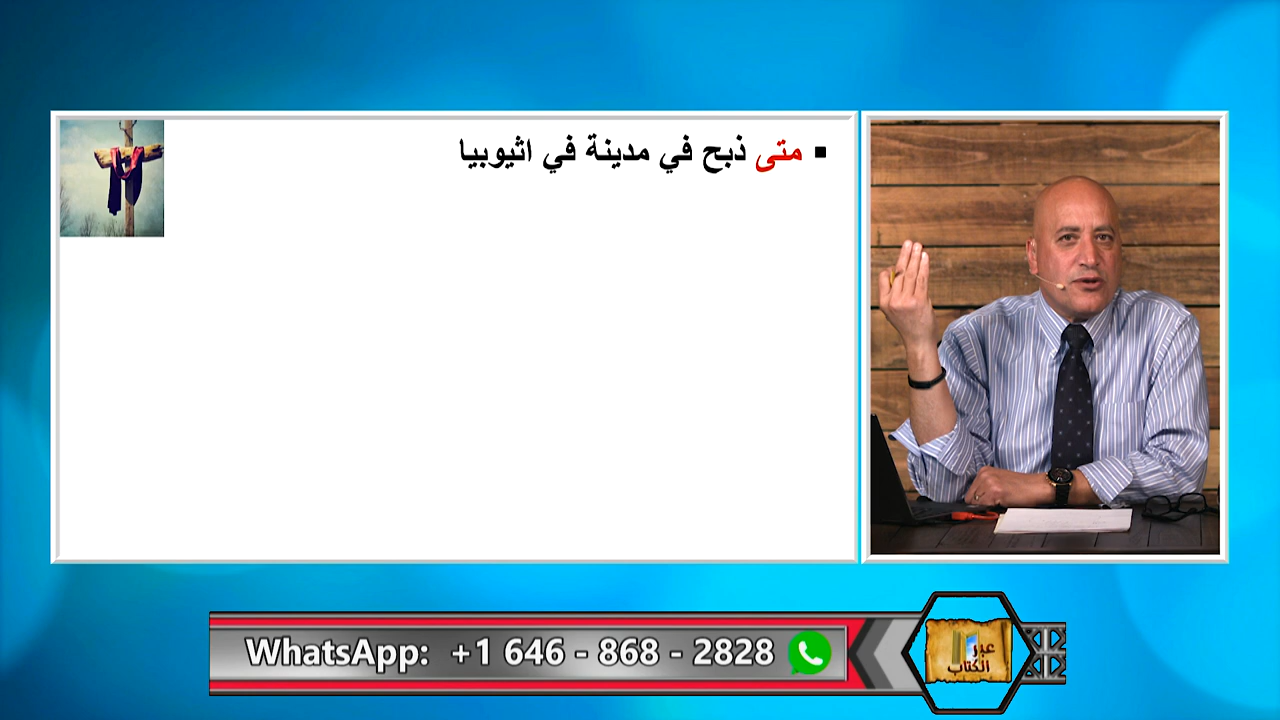 ▪ متى ذبح في مدينة في اثيوبيا
WhatsApp: +1 646 - 868 - 2828
عبر
الكتاب